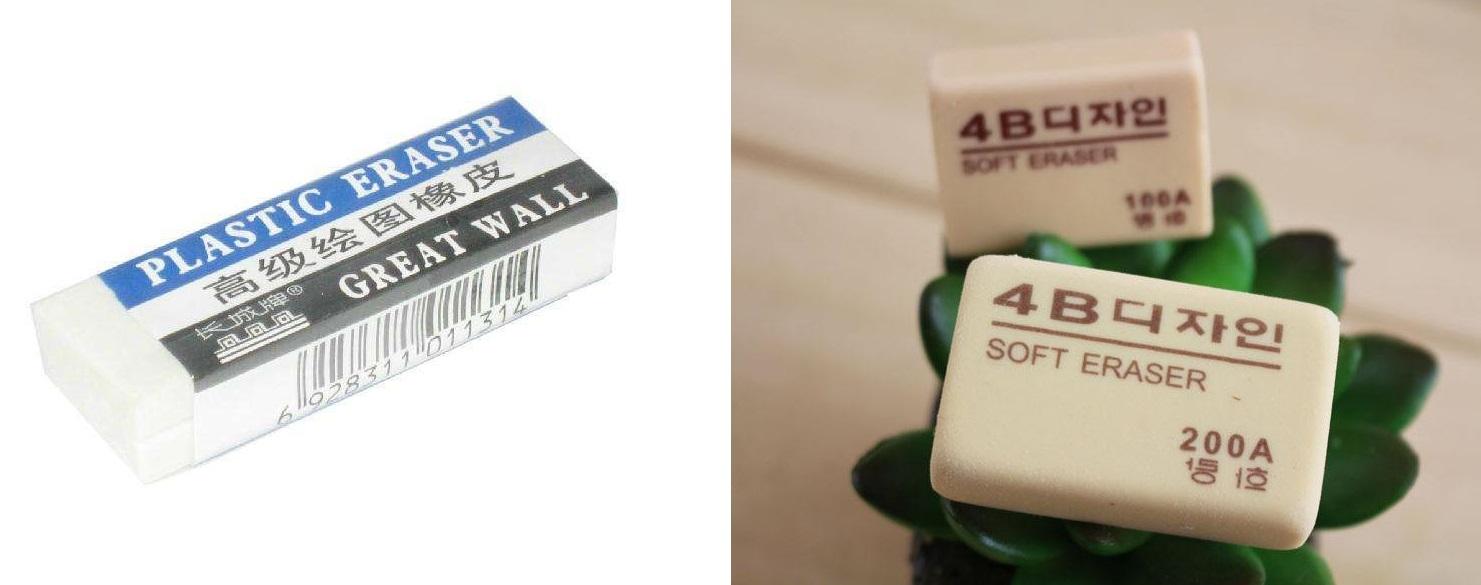 PLASTIC ERASER
高级绘图橡皮
GREAT WALL
长城牌®
6 928311 011314
4B디자인
SOFT ERASER
100A
4B디자인
SOFT ERASER
200A